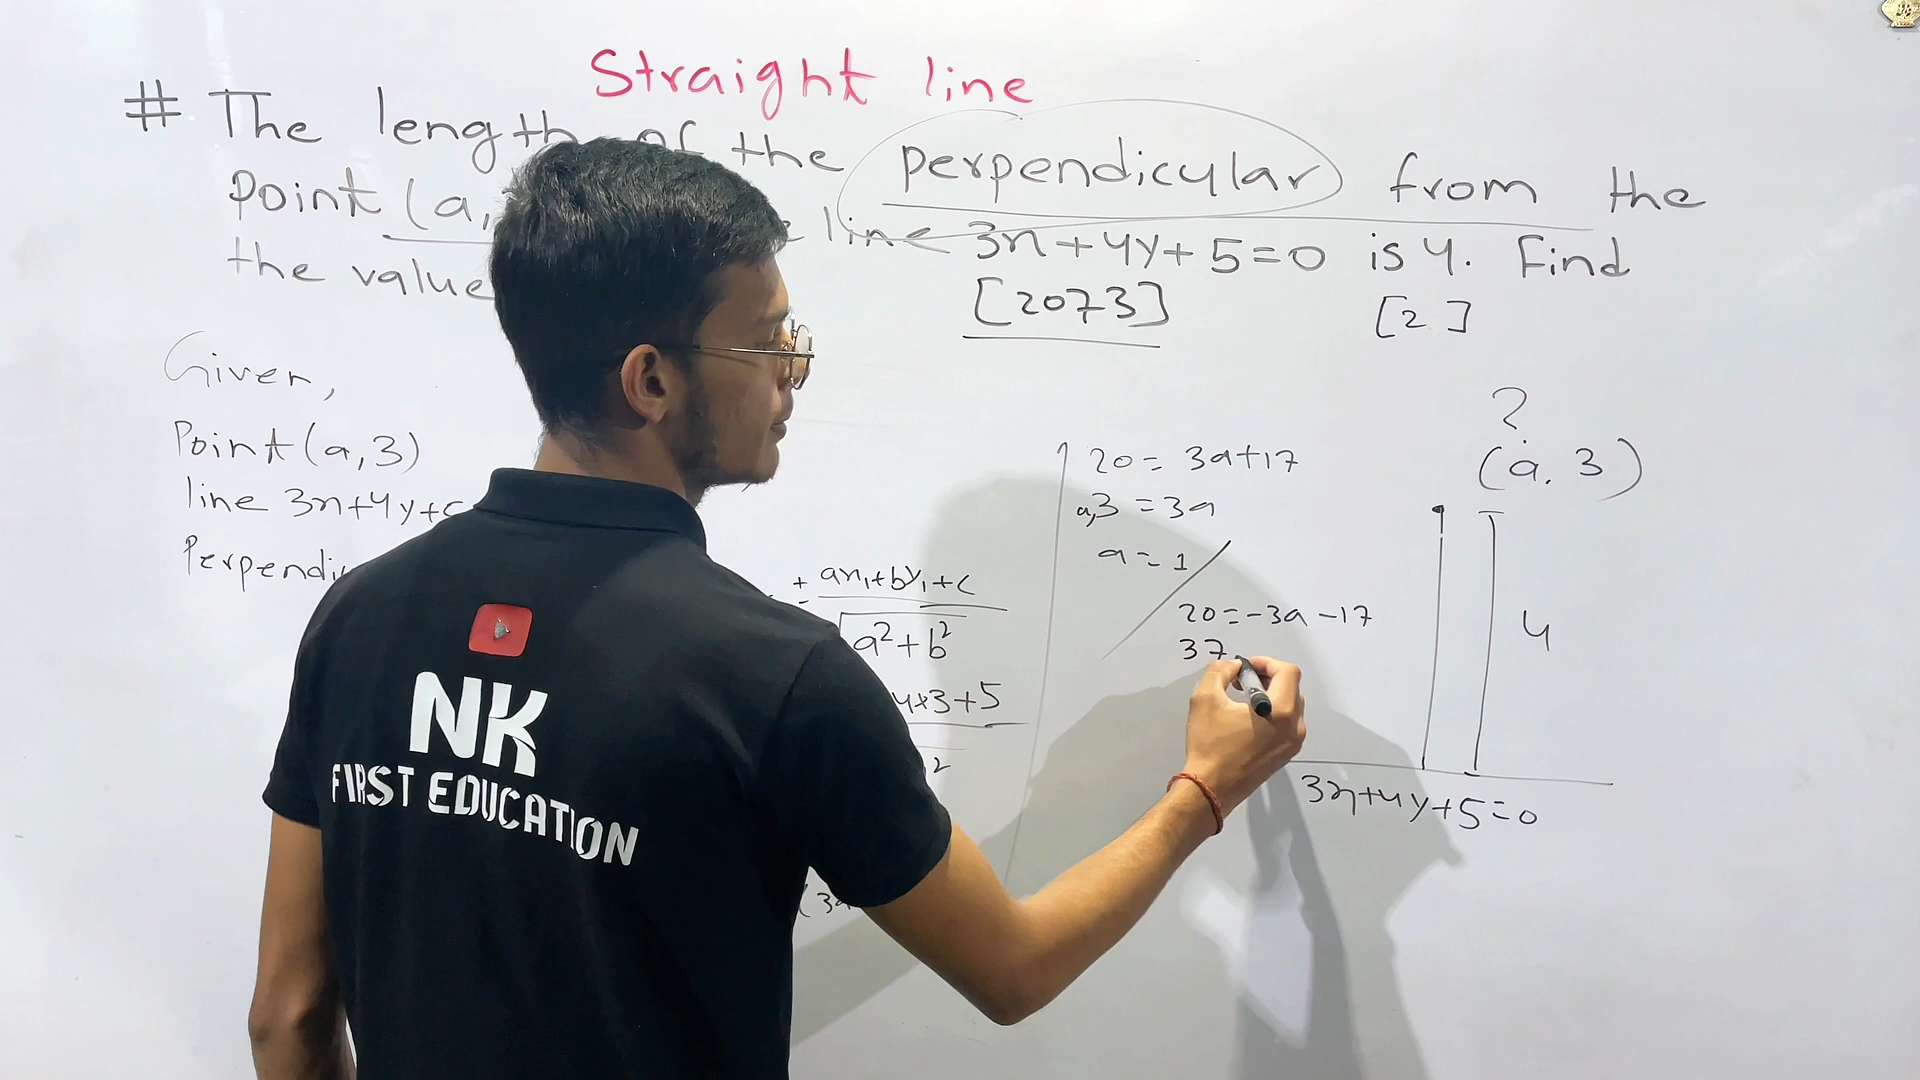 Straight line
# The length of the perpendicular from the
point (a, line 3x+4y+5=0 is 4. Find
the value
[2073] [2]
Given,
Point (a,3)
line 3x+4y+
Perpendi
± ax₁+by₁+c
√a²+b²
4×3+5
2
(3a
20 = 3a+17
a,3 = 3a
a = 1
20 = -3a -17
37
?
(a, 3)
4
3x+4y+5=0
NK
FIRST EDUCATION